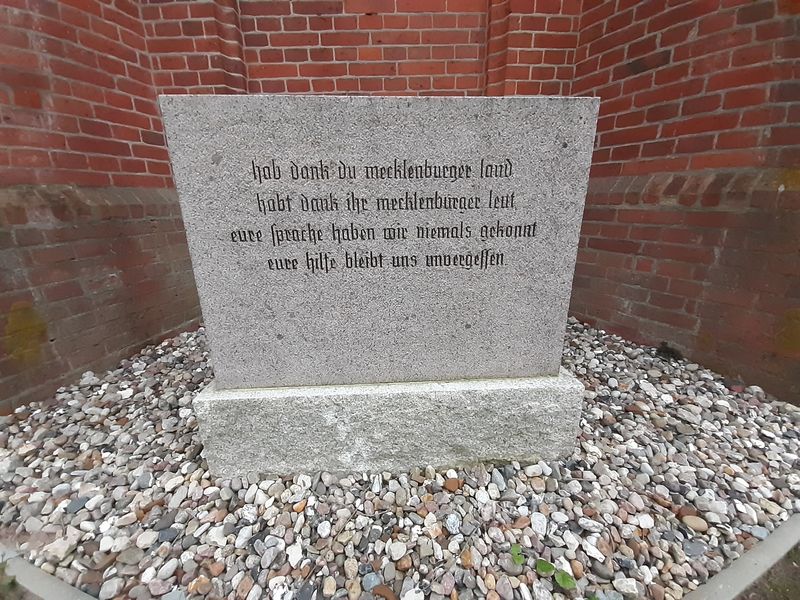 hab dank du mecklenburger land
habt dank ihr mecklenburger leut,
eure sprache haben wir niemals gekonnt
eure hilfe bleibt uns unvergessen